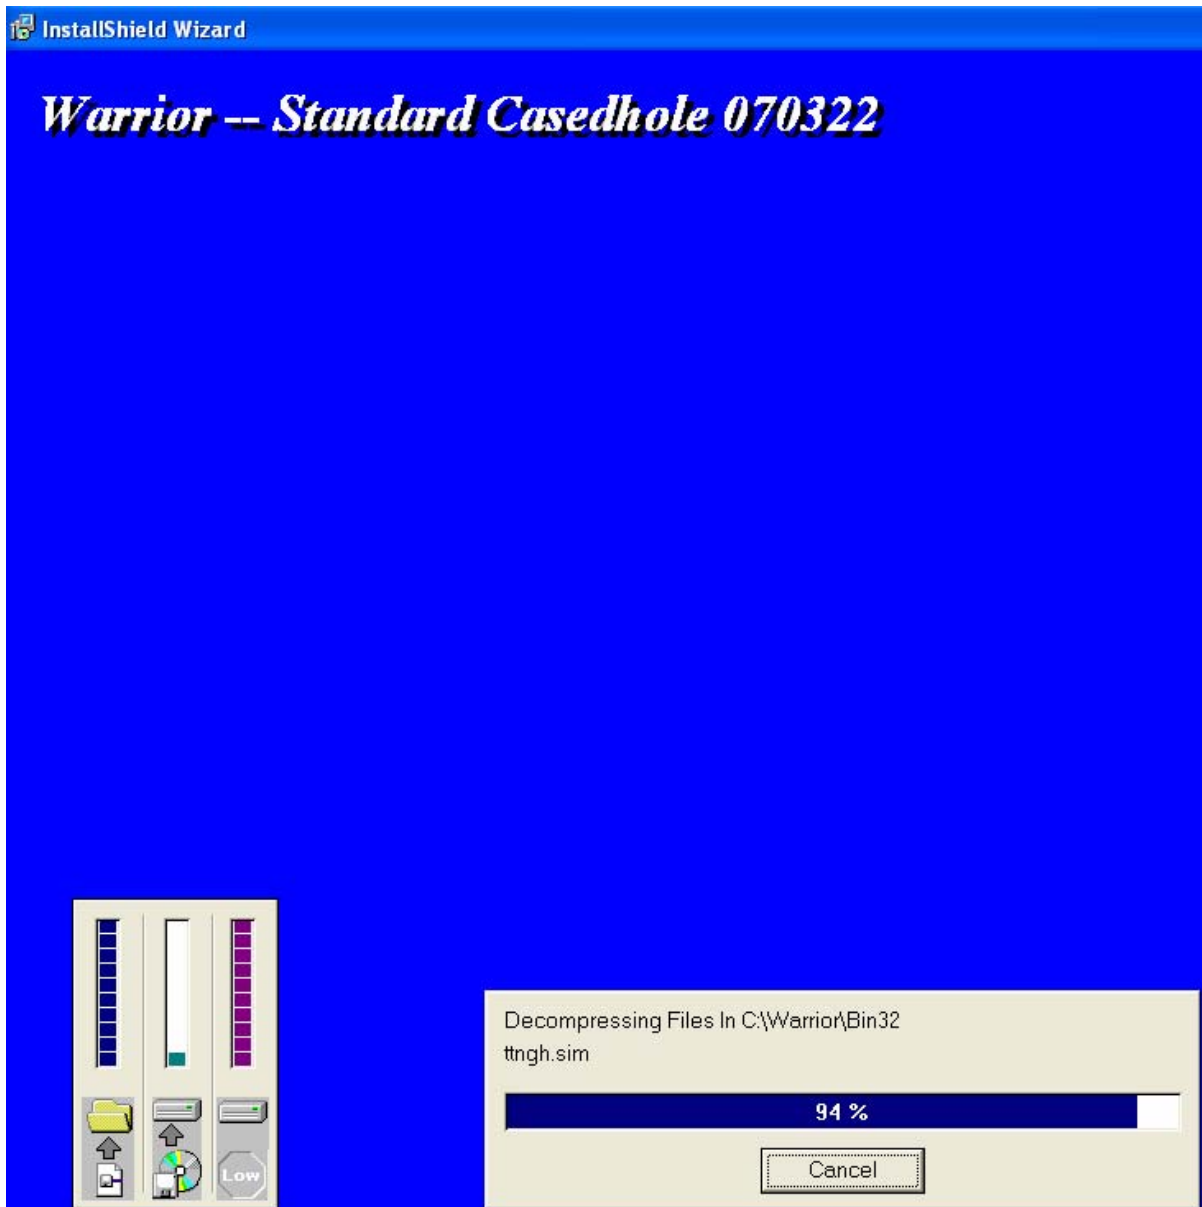 InstallShield Wizard
Warrior -- Standard Casedhole 070322
Decompressing Files In C:\Warrior\Bin32
ttngh.sim
94 %
Cancel
Low